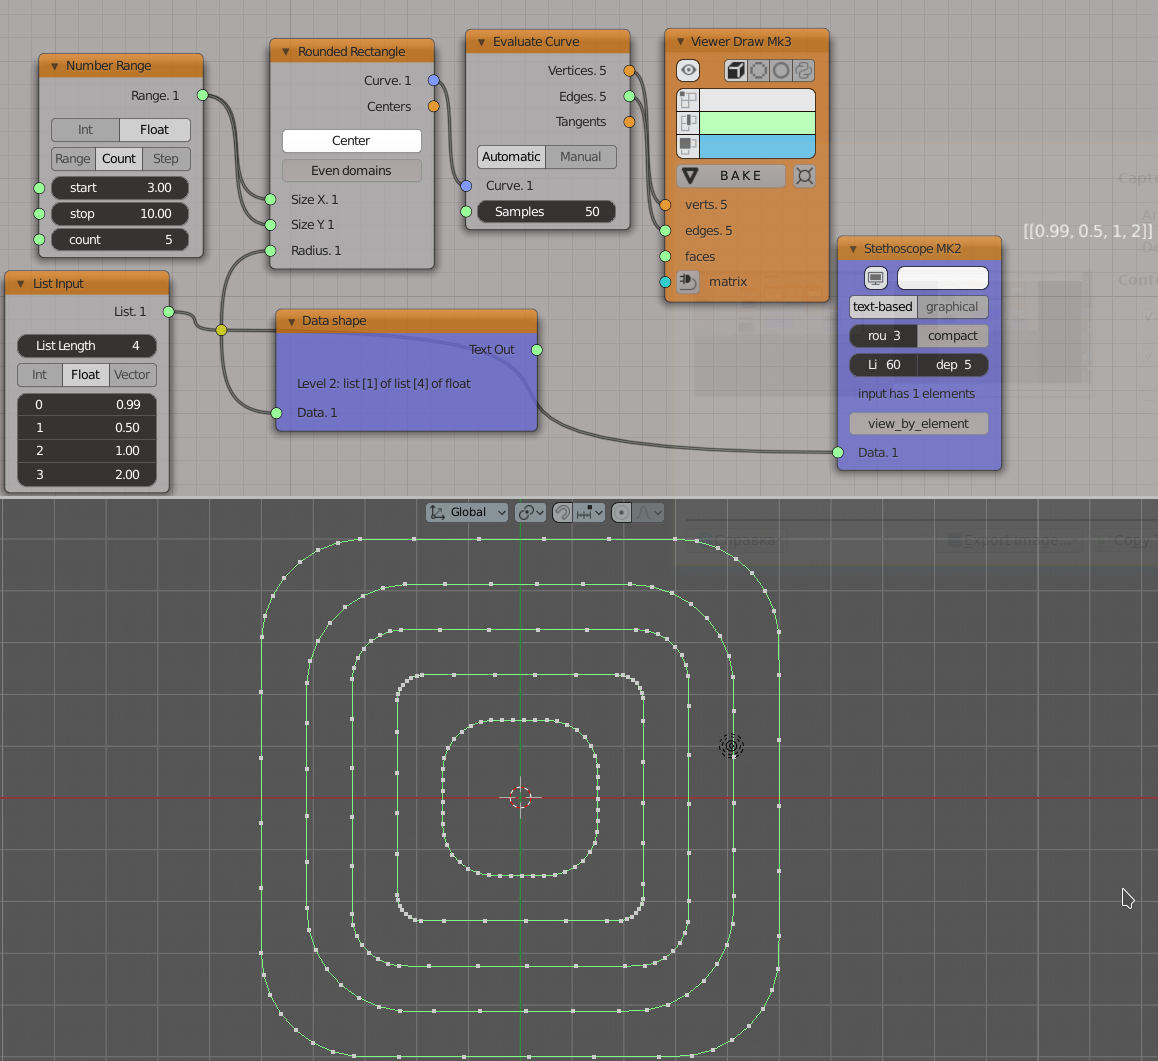 Number Range
Range. 1
Int Float
Range Count Step
start 3.00
stop 10.00
count 5
Rounded Rectangle
Curve. 1
Centers
Center
Even domains
Size X. 1
Size Y. 1
Radius. 1
Evaluate Curve
Vertices. 5
Edges. 5
Tangents
Automatic Manual
Curve. 1
Samples 50
Viewer Draw Mk3
BAKE
verts. 5
edges. 5
faces
matrix
[[0.99, 0.5, 1, 2]]
List Input
List. 1
List Length 4
Int Float Vector
0 0.99
1 0.50
2 1.00
3 2.00
Data shape
Text Out
Level 2: list [1] of list [4] of float
Data. 1
Stethoscope MK2
text-based graphical
rou 3 compact
Li 60 dep 5
input has 1 elements
view_by_element
Data. 1
Global
Справка
Export Image...
Copy